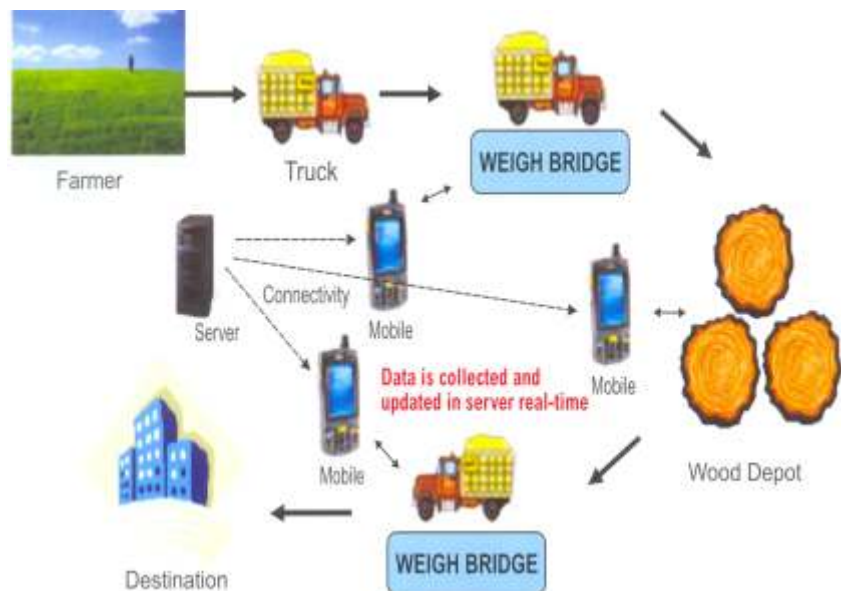 WEIGH BRIDGE
Farmer
Truck
Connectivity
Server
Mobile
Mobile
Data is collected and
updated in server real-time
Mobile
Wood Depot
WEIGH BRIDGE
Destination